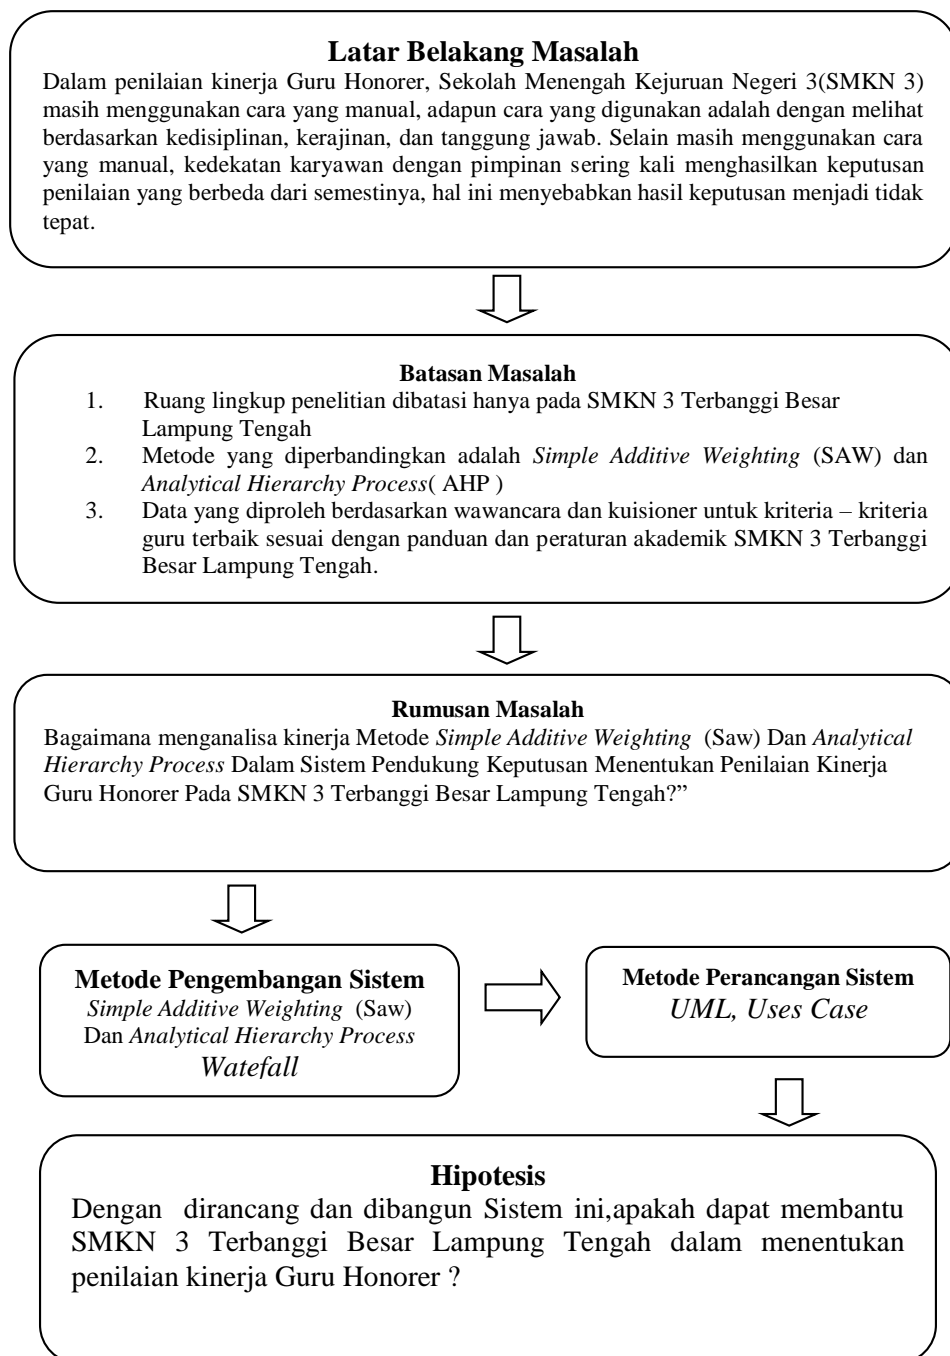 Latar Belakang Masalah
Dalam penilaian kinerja Guru Honorer, Sekolah Menengah Kejuruan Negeri 3(SMKN 3)
masih menggunakan cara yang manual, adapun cara yang digunakan adalah dengan melihat
berdasarkan kedisiplinan, kerajinan, dan tanggung jawab. Selain masih menggunakan cara
yang manual, kedekatan karyawan dengan pimpinan sering kali menghasilkan keputusan
penilaian yang berbeda dari semestinya, hal ini menyebabkan hasil keputusan menjadi tidak
tepat.
Batasan Masalah
1. Ruang lingkup penelitian dibatasi hanya pada SMKN 3 Terbanggi Besar
Lampung Tengah
2. Metode yang diperbandingkan adalah Simple Additive Weighting (SAW) dan
Analytical Hierarchy Process( AHP )
3. Data yang diproleh berdasarkan wawancara dan kuisioner untuk kriteria – kriteria
guru terbaik sesuai dengan panduan dan peraturan akademik SMKN 3 Terbanggi
Besar Lampung Tengah.
Rumusan Masalah
Bagaimana menganalisa kinerja Metode Simple Additive Weighting (Saw) Dan Analytical
Hierarchy Process Dalam Sistem Pendukung Keputusan Menentukan Penilaian Kinerja
Guru Honorer Pada SMKN 3 Terbanggi Besar Lampung Tengah?”
Metode Pengembangan Sistem
Simple Additive Weighting (Saw)
Dan Analytical Hierarchy Process
Watefall
Metode Perancangan Sistem
UML, Uses Case
Hipotesis
Dengan dirancang dan dibangun Sistem ini,apakah dapat membantu
SMKN 3 Terbanggi Besar Lampung Tengah dalam menentukan
penilaian kinerja Guru Honorer ?